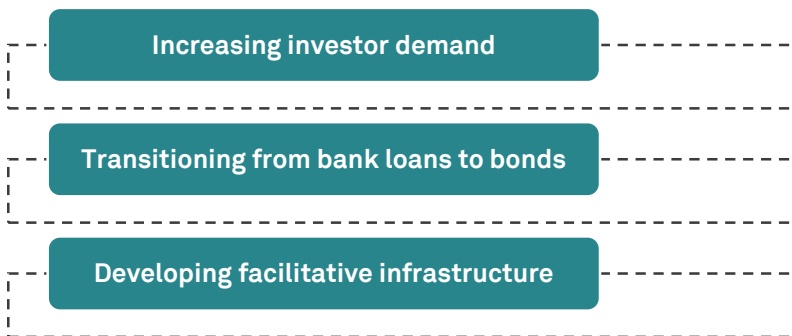 Increasing investor demand
Transitioning from bank loans to bonds
Developing facilitative infrastructure